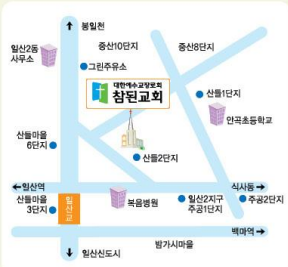 봉일천
일산2동
사무소
중산10단지
중산8단지
그린주유소
대한예수교장로회
참된교회
산들1단지
안곡초등학교
산들마을
6단지
산들2단지
←일산역
식사동→
산들마을
3단지
일산교
복음병원
일산2지구
주공1단지
주공2단지
백마역→
밤가시마을
일산신도시